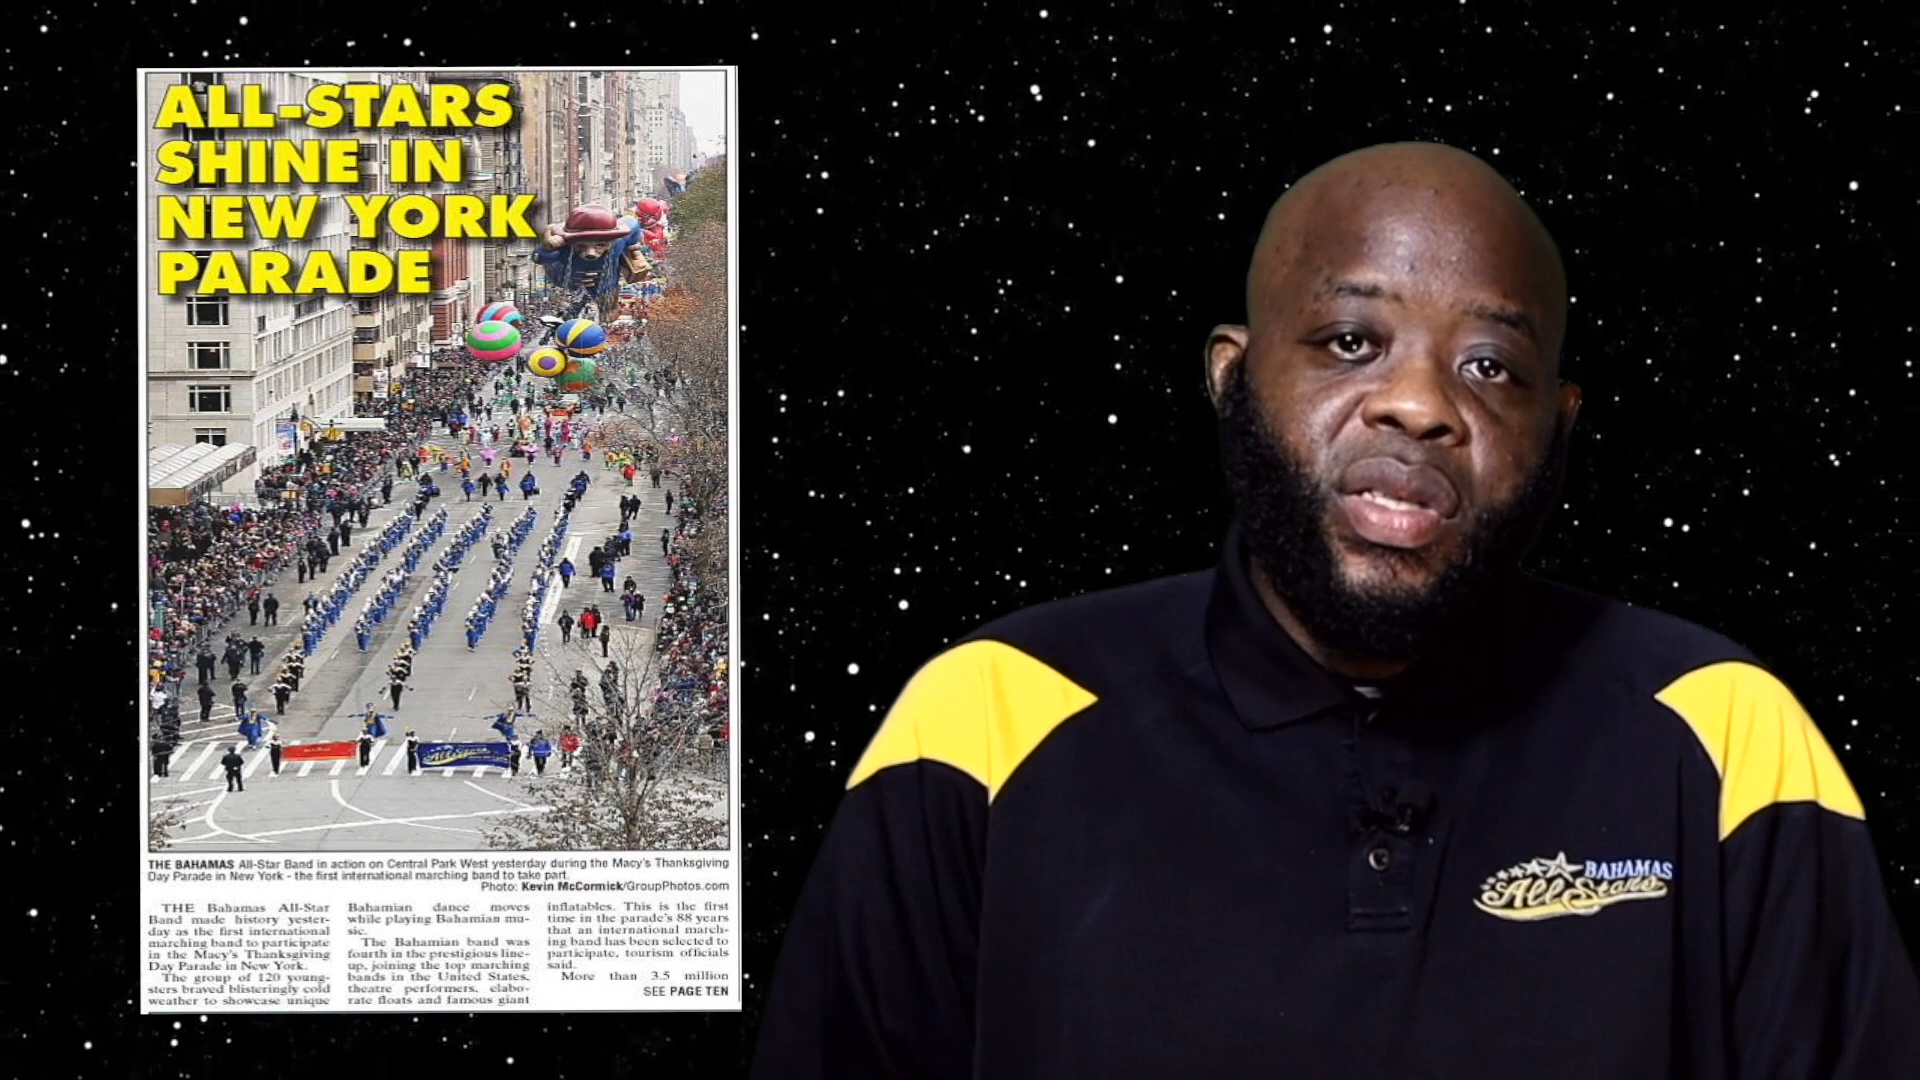 ALL-STARS
SHINE IN
NEW YORK
PARADE
All-Stars
THE BAHAMAS All-Star Band in action on Central Park West yesterday during the Macy's Thanksgiving
Day Parade in New York - the first international marching band to take part.
Photo: Kevin McCormick/GroupPhotos.com
THE Bahamas All-Star
Band made history yester-
day as the first international
marching band to participate
in the Macy's Thanksgiving
Day Parade in New York.
The group of 120 young-
sters braved blisteringly cold
weather to showcase unique
Bahamian dance moves
while playing Bahamian mu-
sic.
The Bahamian band was
fourth in the prestigious line-
up, joining the top marching
bands in the United States,
theatre performers, elabo-
rate floats and famous giant
inflatables. This is the first
time in the parade's 88 years
that an international march-
ing band has been selected to
participate, tourism officials
said.
More than 3.5 million
SEE PAGE TEN
BAHAMAS
All Stars